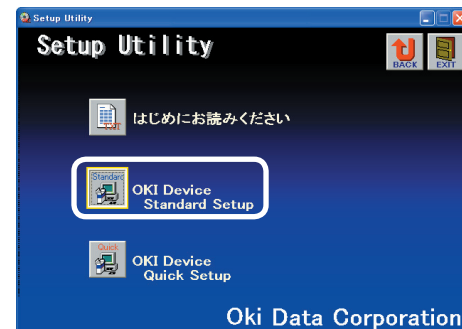 Setup Utility
Setup Utility
BACK
EXIT
TXT
はじめにお読みください
Standard
OKI Device
Standard Setup
Quick
OKI Device
Quick Setup
Oki Data Corporation